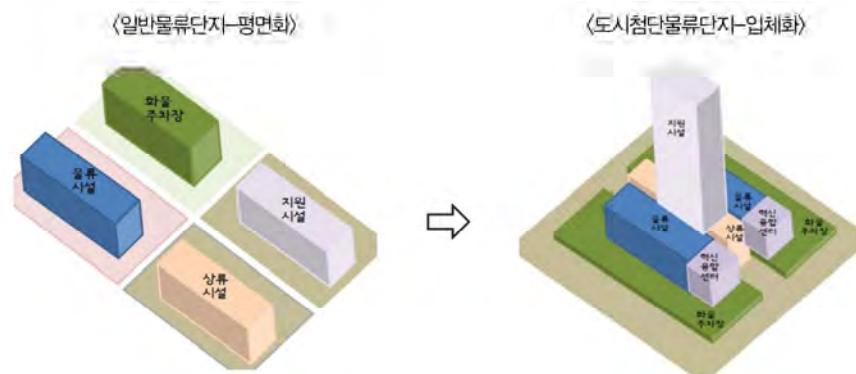 〈일반물류단지-평면화〉
화물
주차장
물류
시설
지원
시설
상류
시설
〈도시첨단물류단지-입체화〉
지원
시설
물류
시설
물류
시설
상류
시설
혁신
융합
센터
혁신
융합
센터
화물
주차장
화물
주차장